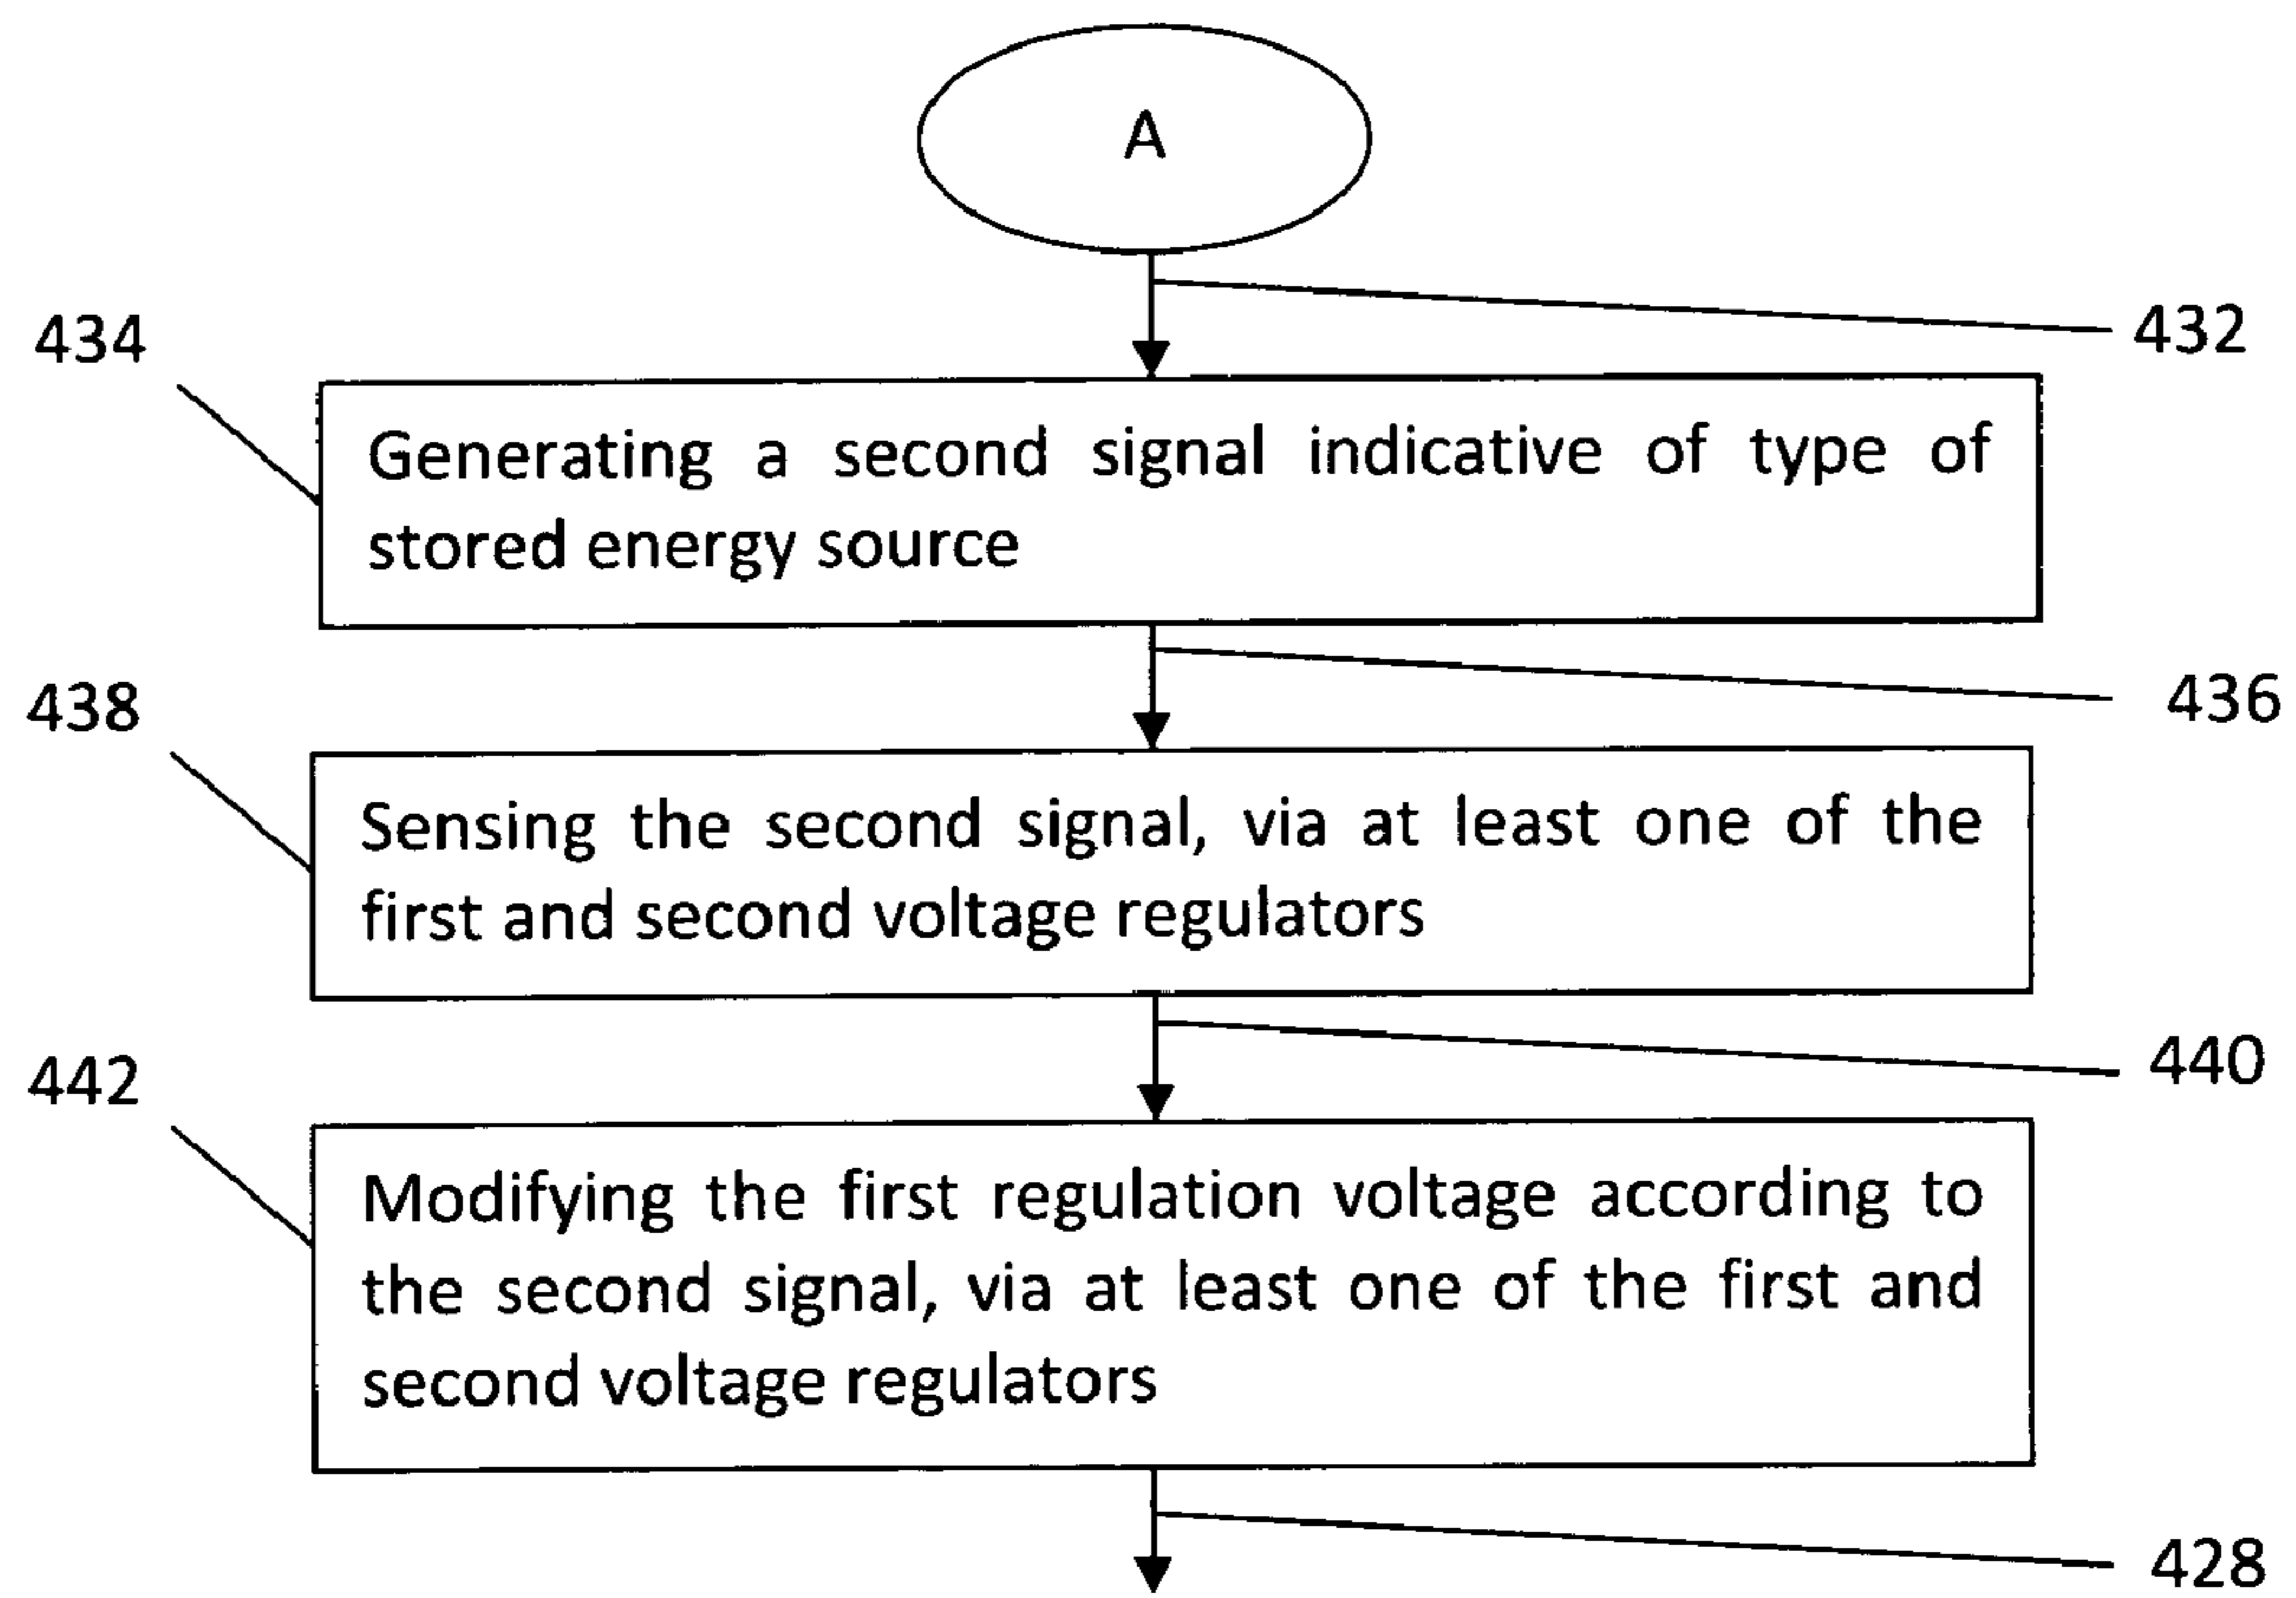 A
432
434
Generating a second signal indicative of type of
stored energy source
436
438
Sensing the second signal, via at least one of the
first and second voltage regulators
440
442
Modifying the first regulation voltage according to
the second signal, via at least one of the first and
second voltage regulators
428